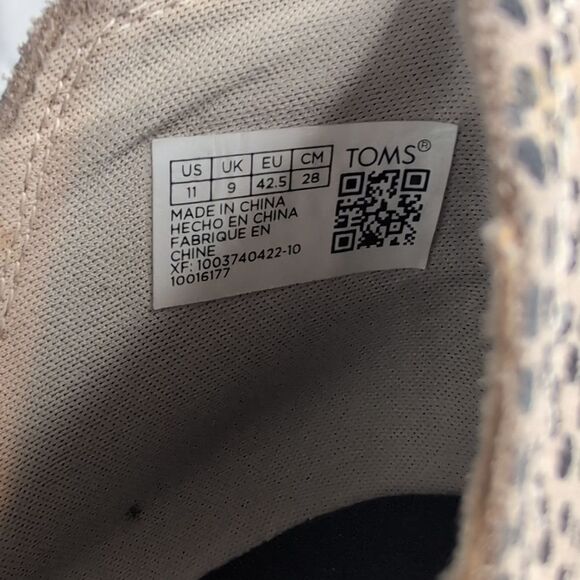 US UK EU CM TOMS®
11 9 42.5 28
MADE IN CHINA
HECHO EN CHINA
FABRIQUE EN
CHINE
XF: 1003740422-10
10016177